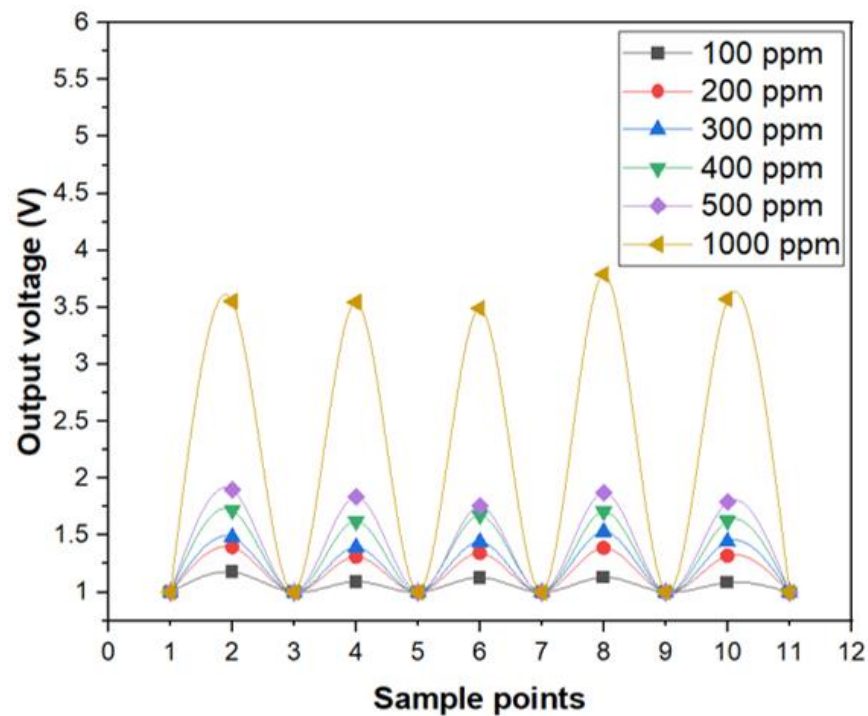 6
5.5
5
4.5
4
3.5
3
2.5
2
1.5
1
Output voltage (V)
100 ppm
200 ppm
300 ppm
400 ppm
500 ppm
1000 ppm
0 1 2 3 4 5 6 7 8 9 10 11 12
Sample points